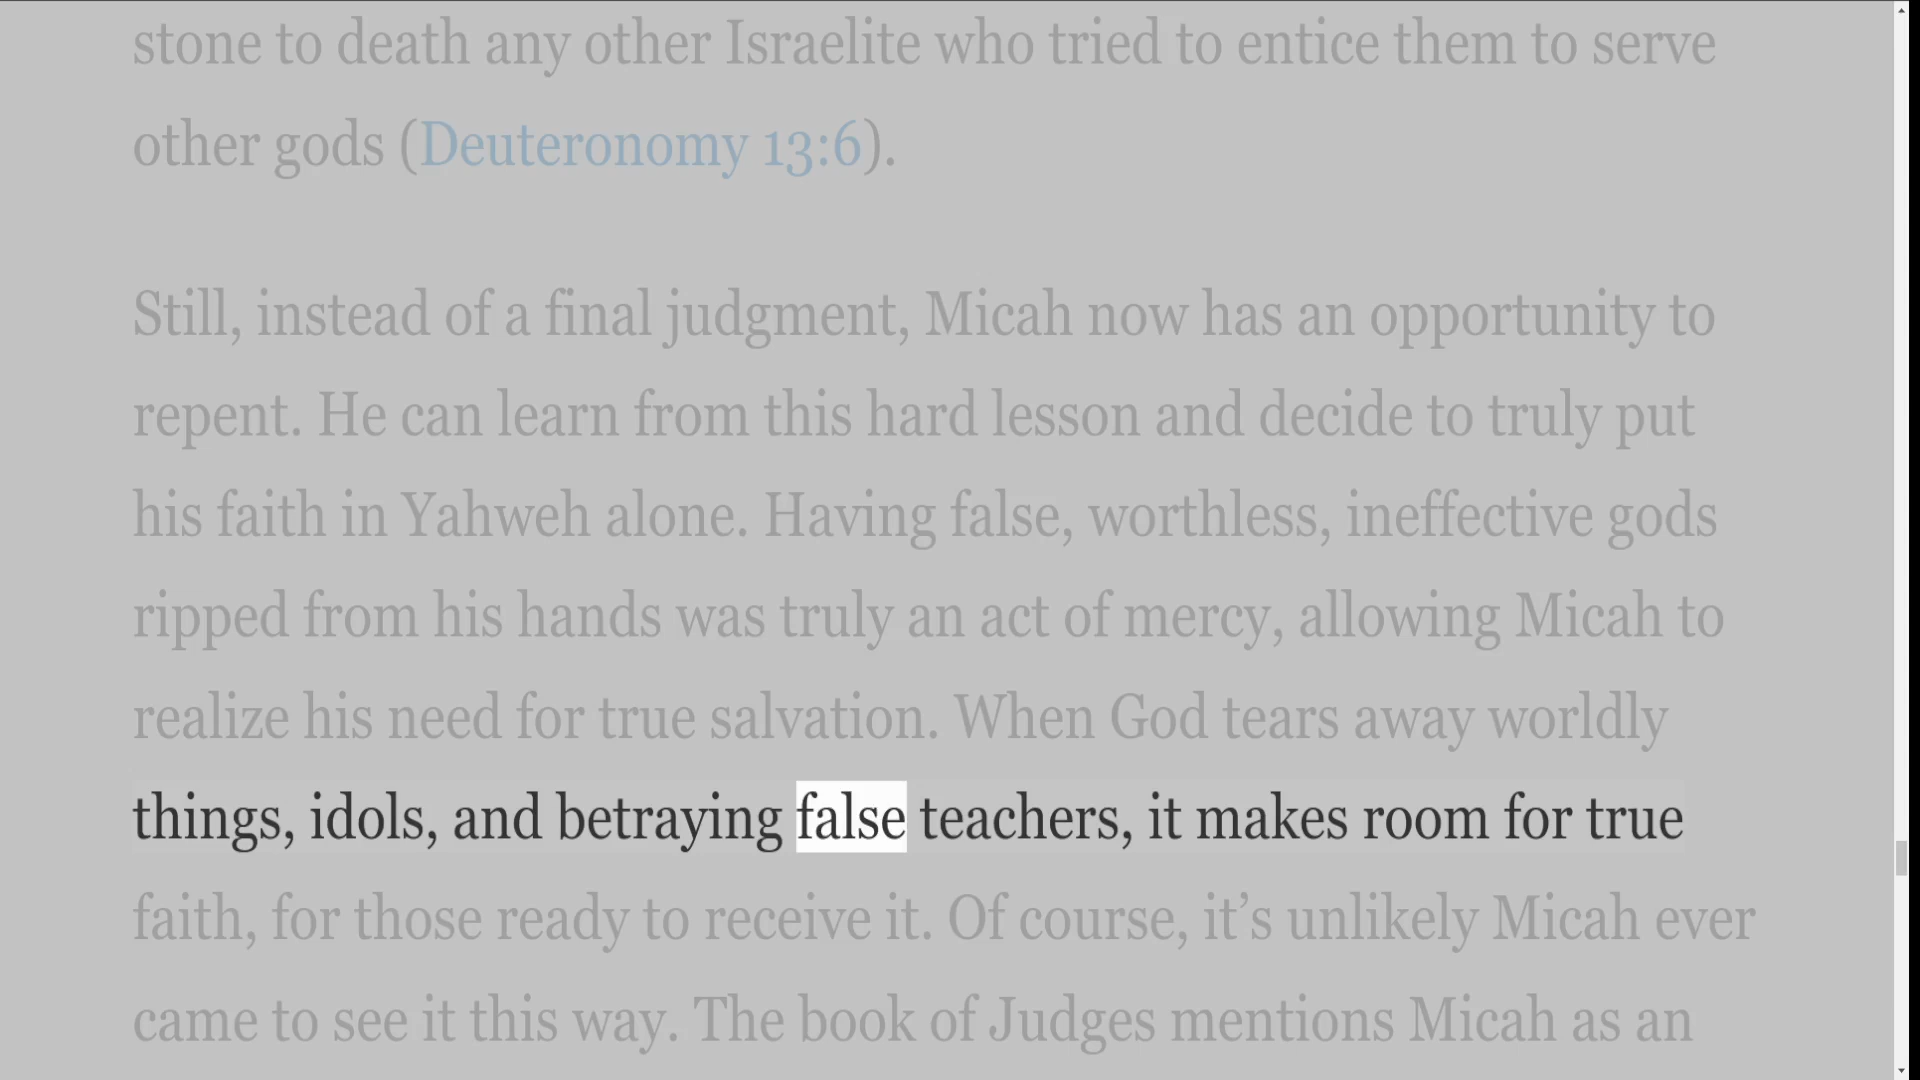 stone to death any other Israelite who tried to entice them to serve
other gods (Deuteronomy 13:6).
Still, instead of a final judgment, Micah now has an opportunity to
repent. He can learn from this hard lesson and decide to truly put
his faith in Yahweh alone. Having false, worthless, ineffective gods
ripped from his hands was truly an act of mercy, allowing Micah to
realize his need for true salvation. When God tears away worldly
things, idols, and betraying false teachers, it makes room for true
faith, for those ready to receive it. Of course, it’s unlikely Micah ever
came to see it this way. The book of Judges mentions Micah as an